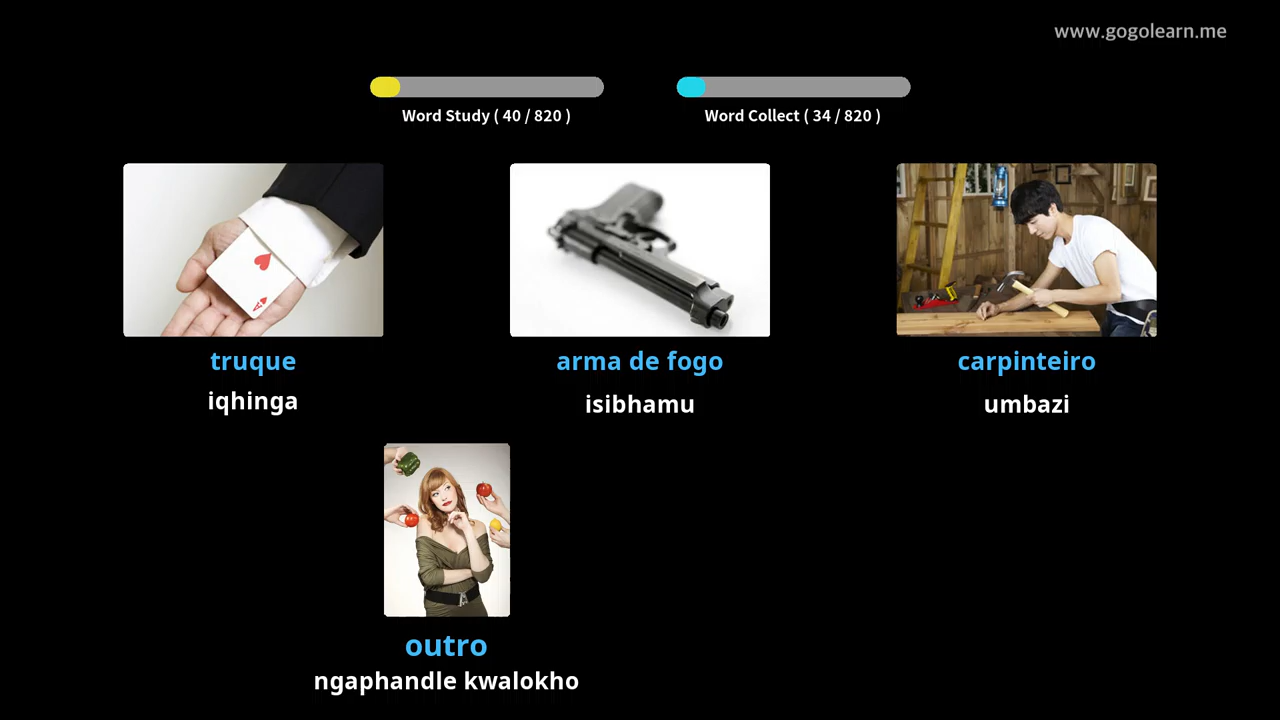 www.gogolearn.me
Word Study ( 40 / 820 )
Word Collect ( 34 / 820 )
truque
iqhinga
arma de fogo
isibhamu
carpinteiro
umbazi
outro
ngaphandle kwalokho